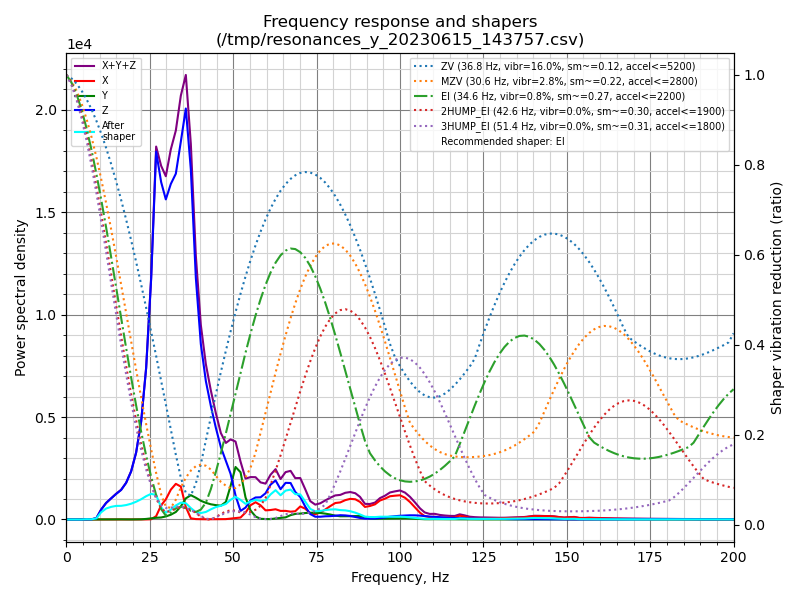 Frequency response and shapers
(/tmp/resonances_y_20230615_143757.csv)
1e4
X+Y+Z
X
Y
Z
After
shaper
ZV (36.8 Hz, vibr=16.0%, sm~=0.12, accel<=5200)
MZV (30.6 Hz, vibr=2.8%, sm~=0.22, accel<=2800)
EI (34.6 Hz, vibr=0.8%, sm~=0.27, accel<=2200)
2HUMP_EI (42.6 Hz, vibr=0.0%, sm~=0.30, accel<=1900)
3HUMP_EI (51.4 Hz, vibr=0.0%, sm~=0.31, accel<=1800)
Recommended shaper: EI
Power spectral density
2.0
1.5
1.0
0.5
0.0
1.0
0.8
0.6
0.4
0.2
0.0
Shaper vibration reduction (ratio)
0 25 50 75 100 125 150 175 200
Frequency, Hz